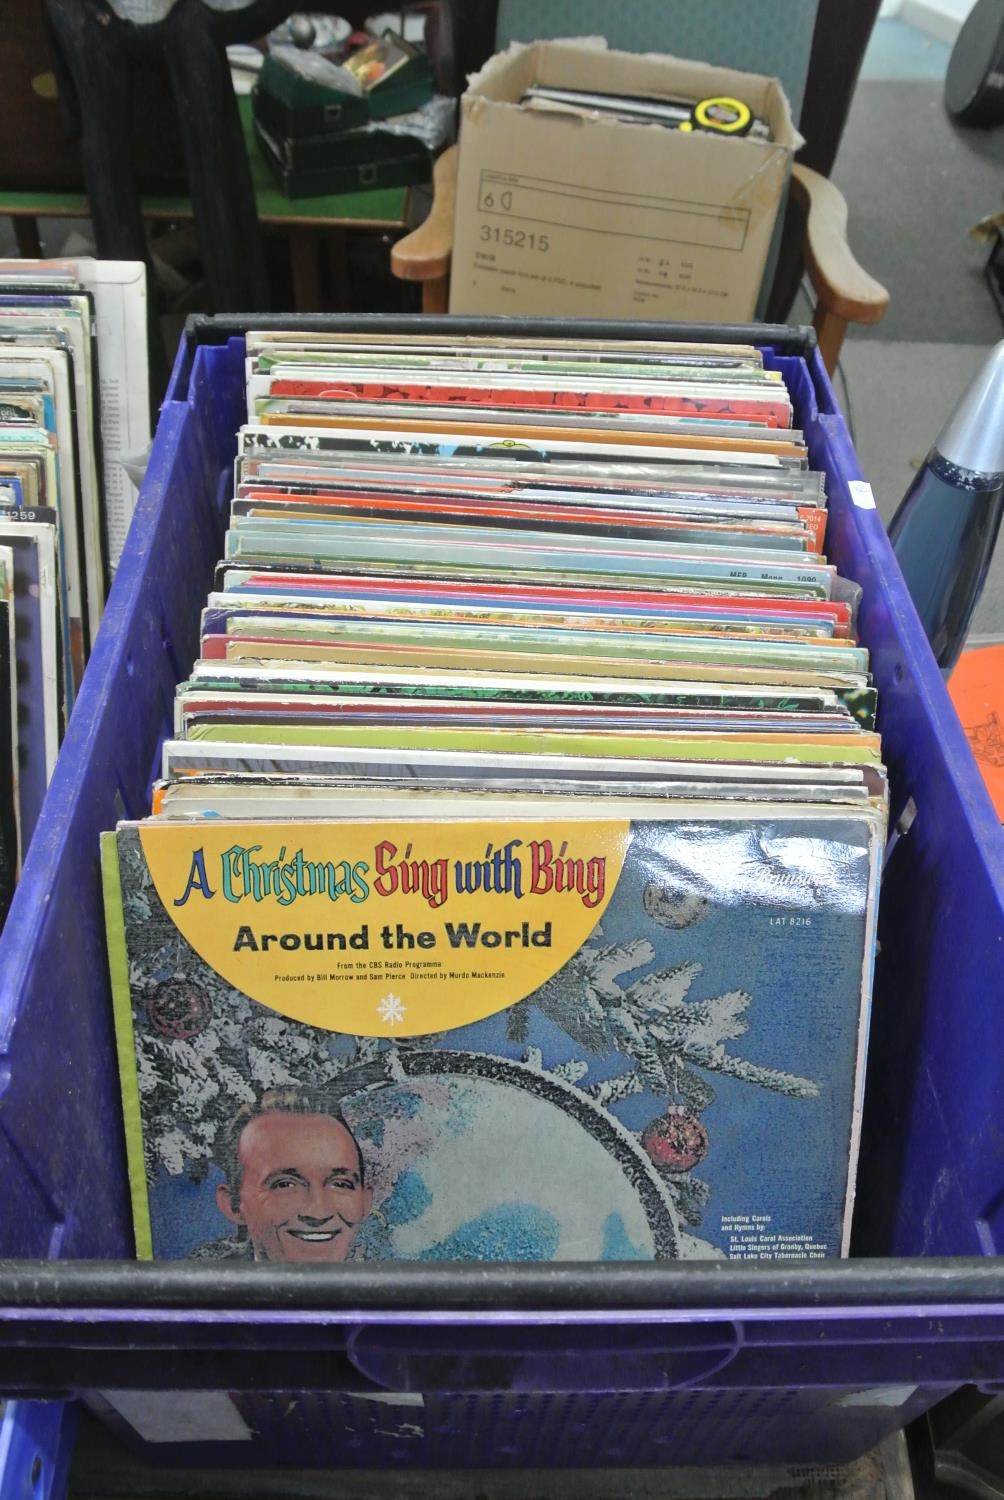 6
315215
1259
MFP Mono 1090
A Christmas Sing with Bing
Around the World
From the CBS Radio Programme
Produced by Bill Morrow and Sam Pierce Directed by Murdo Mackenzie
Brunswick
LAT 8216
Including Carols
and Hymns by:
St. Louis Carol Association
Little Singers of Granby, Quebec
Salt Lake City Tabernacle Choir